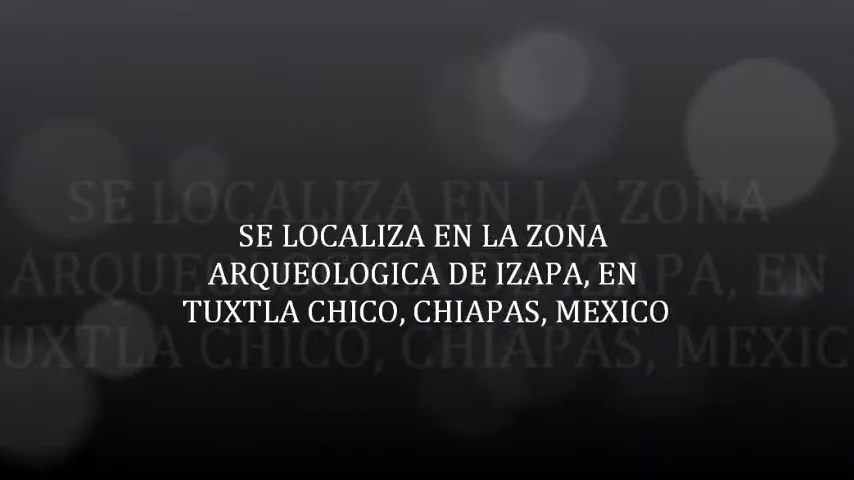 SE LOCALIZA EN LA ZONA
ARQUEOLOGICA DE IZAPA, EN
TUXTLA CHICO, CHIAPAS, MEXICO